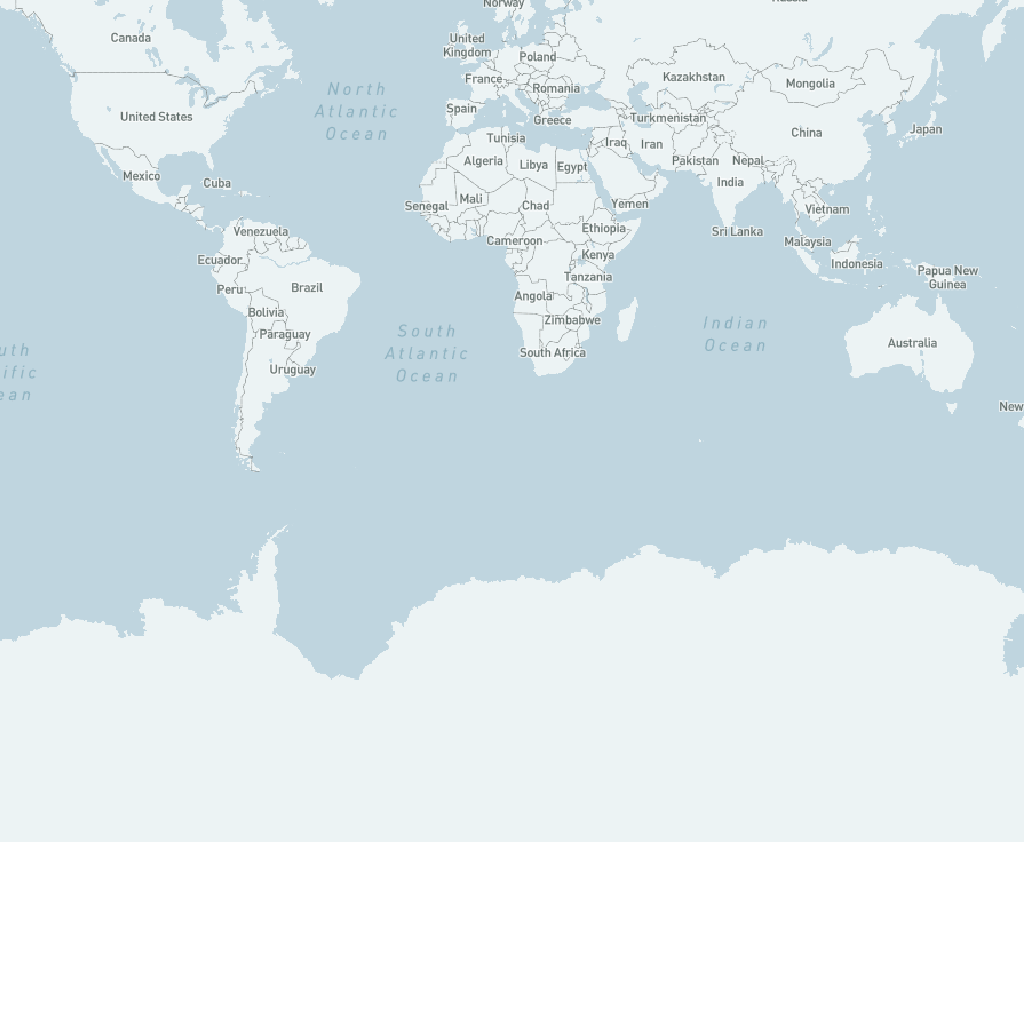 Norway
Canada
United
Kingdom
Poland
France
Kazakhstan
Mongolia
North
Atlantic
Ocean
Romania
Spain
United States
Greece
Turkmenistan
China
Japan
Tunisia
Iraq
Iran
Algeria
Libya
Egypt
Pakistan
Nepal
Mexico
Cuba
India
Mali
Senegal
Chad
Yemen
Vietnam
Venezuela
Ethiopia
Sri Lanka
Cameroon
Malaysia
Ecuador
Kenya
Indonesia
Tanzania
Papua New
Guinea
Peru
Brazil
Angola
Bolivia
Zimbabwe
Paraguay
South
Atlantic
Ocean
Indian
Ocean
Australia
uth
ific
ean
South Africa
Uruguay
New